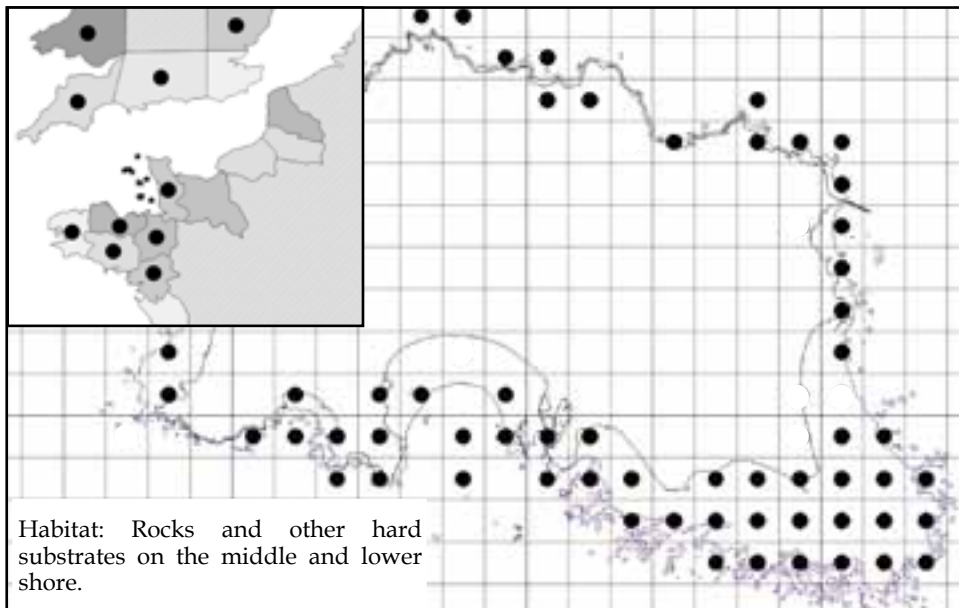 Habitat: Rocks and other hard
substrates on the middle and lower
shore.